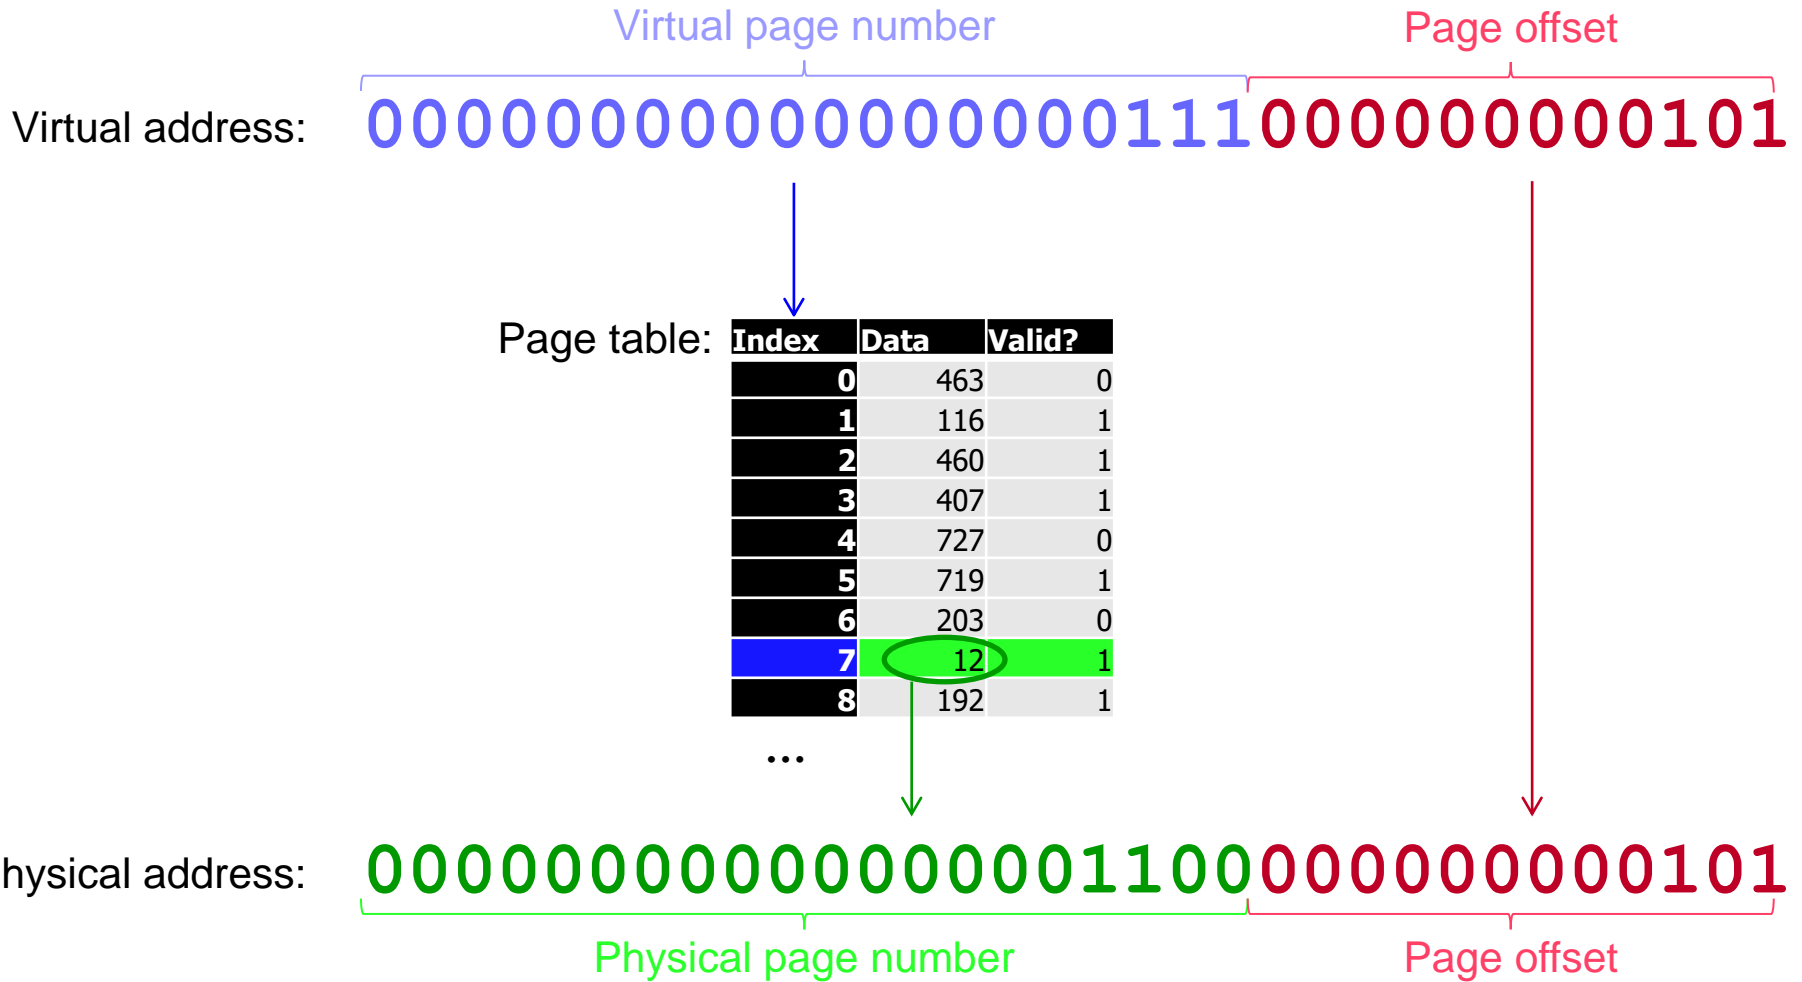 Virtual page number Page offset
Virtual address: 00000000000000000111000000000101
Page table: Index Data Valid?
0 463 0
1 116 1
2 460 1
3 407 1
4 727 0
5 719 1
6 203 0
7 12 1
8 192 1
...
hysical address: 00000000000000001100000000000101
Physical page number Page offset